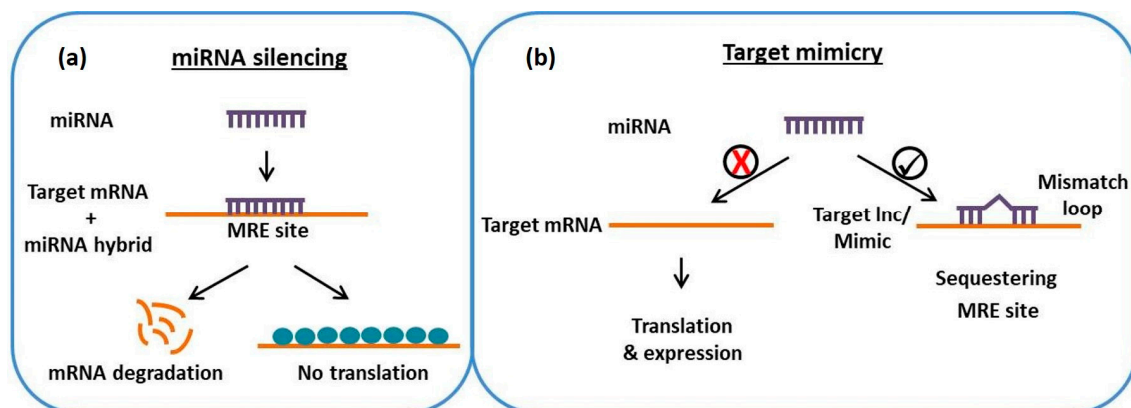 (a)
miRNA silencing
miRNA
Target mRNA
+
miRNA hybrid
MRE site
mRNA degradation
No translation
(b)
Target mimicry
miRNA
X
Target mRNA
Target lnc/
Mimic
Mismatch
loop
Translation
& expression
Sequestering
MRE site